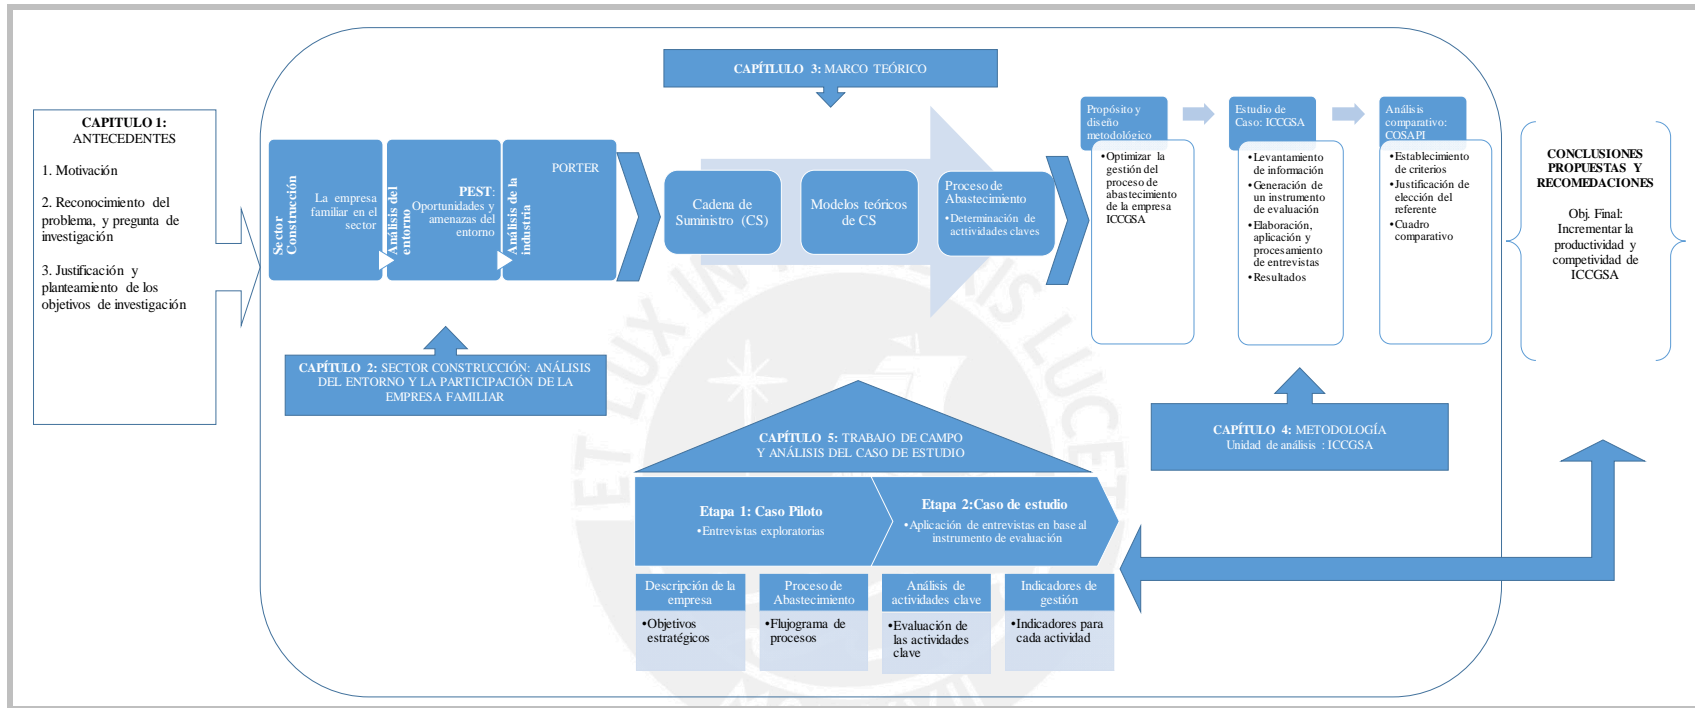 CAPITULO 1:
ANTECEDENTES
1. Motivación
2. Reconocimiento del
problema, y pregunta de
investigación
3. Justificación y
planteamiento de los
objetivos de investigación
Sector
Construcción
La empresa
familiar en el
sector
Análisis del
entorno
PEST:
Oportunidades y
amenazas del
entorno
Análisis de la
industria
PORTER
CAPÍTULO 2: SECTOR CONSTRUCCIÓN: ANÁLISIS
DEL ENTORNO Y LA PARTICIPACIÓN DE LA
EMPRESA FAMILIAR
CAPÍTLULO 3: MARCO TEÓRICO
Cadena de
Suministro (CS)
Modelos teóricos
de CS
Proceso de
Abastecimiento
•Determinación de
acttividades claves
Propósito y
diseño
metodológico
•Optimizar la
gestión del
proceso de
abastecimiento
de la empresa
ICCGSA
Estudio de
Caso: ICCGSA
•Levantamiento
de información
•Generación de
un instrumento
de evaluación
•Elaboración,
aplicación y
procesamiento
de entrevistas
•Resultados
Análisis
comparativo:
COSAPI
•Establecimiento
de criterios
•Justificación de
elección del
referente
•Cuadro
comparativo
CAPÍTULO 4: METODOLOGÍA
Unidad de análisis : ICCGSA
CAPÍTULO 5: TRABAJO DE CAMPO
Y ANÁLISIS DEL CASO DE ESTUDIO
Etapa 1: Caso Piloto
•Entrevistas exploratorias
Etapa 2:Caso de estudio
•Aplicación de entrevistas en base al
instrumento de evaluación
Descripción de la
empresa
•Objetivos
estratégicos
Proceso de
Abastecimiento
•Flujograma de
procesos
Análisis de
actividades clave
•Evaluación de
las actividades
clave
Indicadores de
gestión
•Indicadores para
cada actividad
CONCLUSIONES
PROPUESTAS Y
RECOMEDACIONES
Obj. Final:
Incrementar la
productividad y
competividad de
ICCGSA